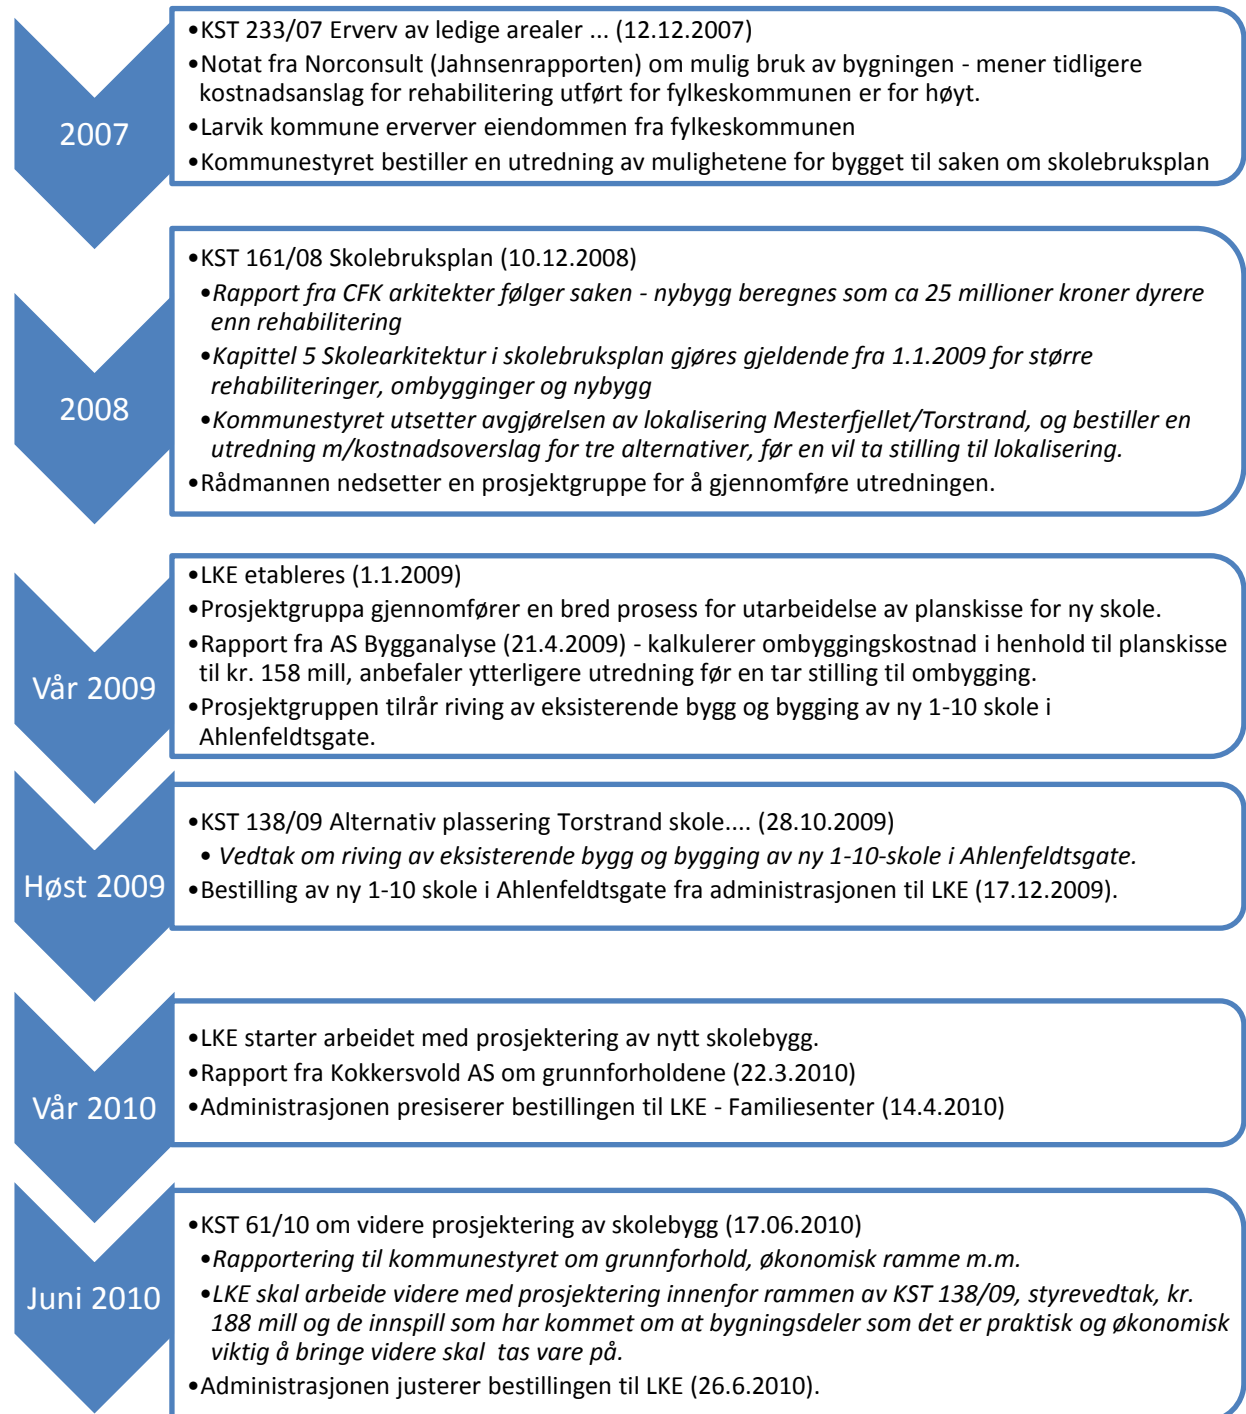 2007
•KST 233/07 Erverv av ledige arealer ... (12.12.2007)
•Notat fra Norconsult (Jahnsenrapporten) om mulig bruk av bygningen - mener tidligere
kostnadsanslag for rehabilitering utført for fylkeskommunen er for høyt.
•Larvik kommune erverver eiendommen fra fylkeskommunen
•Kommunestyret bestiller en utredning av mulighetene for bygget til saken om skolebruksplan
2008
•KST 161/08 Skolebruksplan (10.12.2008)
•Rapport fra CFK arkitekter følger saken - nybygg beregnes som ca 25 millioner kroner dyrere
enn rehabilitering
•Kapittel 5 Skolearkitektur i skolebruksplan gjøres gjeldende fra 1.1.2009 for større
rehabiliteringer, ombygginger og nybygg
•Kommunestyret utsetter avgjørelsen av lokalisering Mesterfjellet/Torstrand, og bestiller en
utredning m/kostnadsoverslag for tre alternativer, før en vil ta stilling til lokalisering.
•Rådmannen nedsetter en prosjektgruppe for å gjennomføre utredningen.
Vår 2009
•LKE etableres (1.1.2009)
•Prosjektgruppa gjennomfører en bred prosess for utarbeidelse av planskisse for ny skole.
•Rapport fra AS Bygganalyse (21.4.2009) - kalkulerer ombyggingskostnad i henhold til planskisse
til kr. 158 mill, anbefaler ytterligere utredning før en tar stilling til ombygging.
•Prosjektgruppen tilrår riving av eksisterende bygg og bygging av ny 1-10 skole i
Ahlenfeldtsgate.
Høst 2009
•KST 138/09 Alternativ plassering Torstrand skole.... (28.10.2009)
• Vedtak om riving av eksisterende bygg og bygging av ny 1-10-skole i Ahlenfeldtsgate.
•Bestilling av ny 1-10 skole i Ahlenfeldtsgate fra administrasjonen til LKE (17.12.2009).
Vår 2010
•LKE starter arbeidet med prosjektering av nytt skolebygg.
•Rapport fra Kokkersvold AS om grunnforholdene (22.3.2010)
•Administrasjonen presiserer bestillingen til LKE - Familiesenter (14.4.2010)
Juni 2010
•KST 61/10 om videre prosjektering av skolebygg (17.06.2010)
•Rapportering til kommunestyret om grunnforhold, økonomisk ramme m.m.
•LKE skal arbeide videre med prosjektering innenfor rammen av KST 138/09, styrevedtak, kr.
188 mill og de innspill som har kommet om at bygningsdeler som det er praktisk og økonomisk
viktig å bringe videre skal  tas vare på.
•Administrasjonen justerer bestillingen til LKE (26.6.2010).